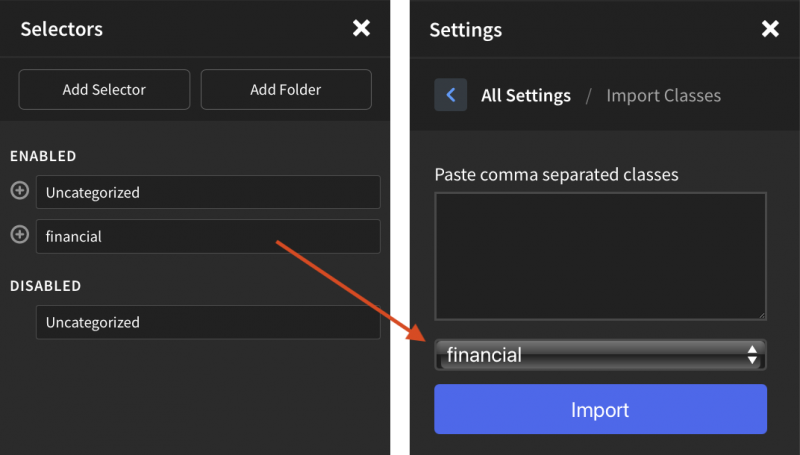 Selectors
Add Selector
Add Folder
ENABLED
Uncategorized
financial
DISABLED
Uncategorized
Settings
All Settings / Import Classes
Paste comma separated classes
financial
Import